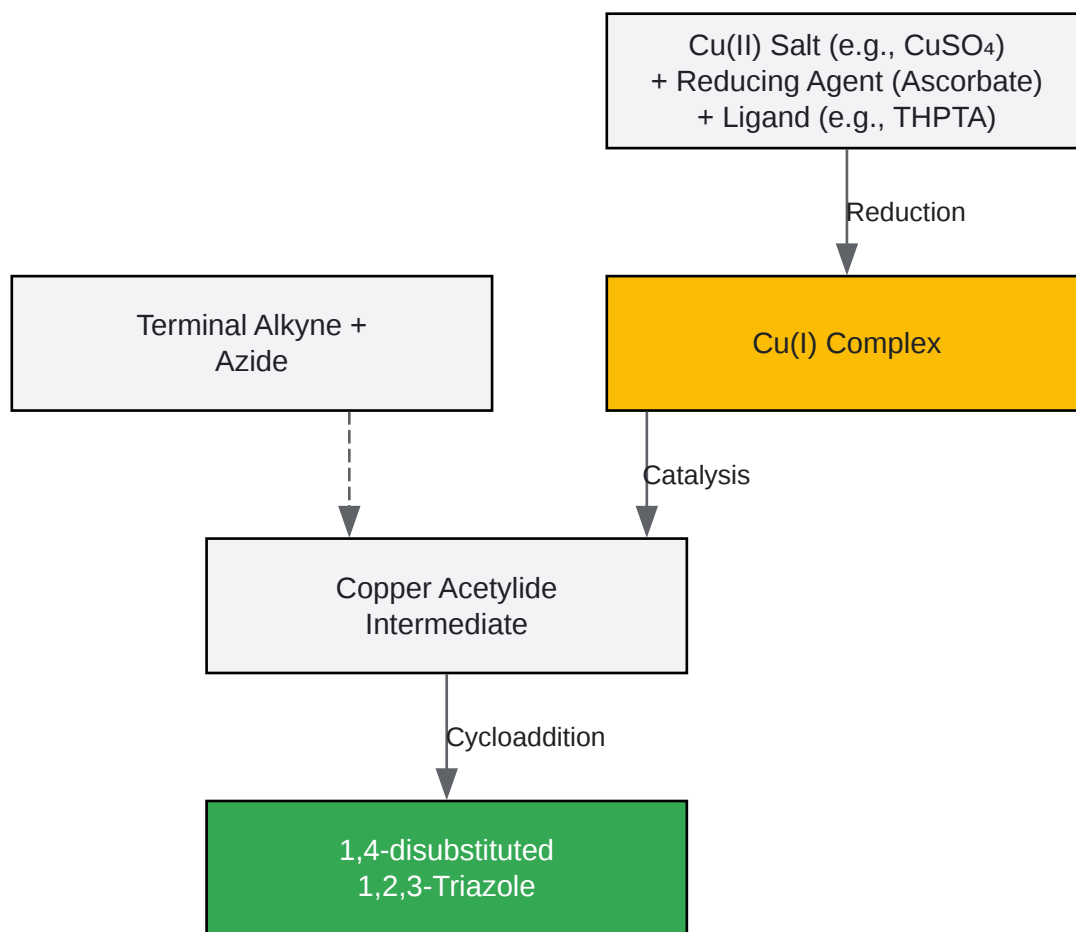 Cu(II) Salt (e.g., CuSO₄)
+ Reducing Agent (Ascorbate)
+ Ligand (e.g., THPTA)
Reduction
Terminal Alkyne +
Azide
Cu(I) Complex
Catalysis
Copper Acetylide
Intermediate
Cycloaddition
1,4-disubstituted
1,2,3-Triazole